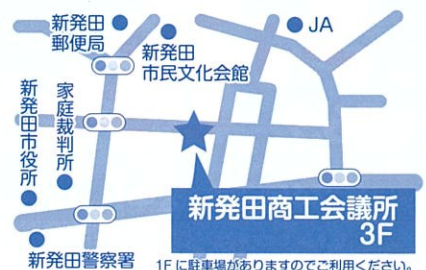 新発田
郵便局
新発田
市民文化会館
JA
新発田市役所
家庭裁判所
新発田商工会議所
3F
新発田警察署
1Fに駐車場がありますのでご利用ください。